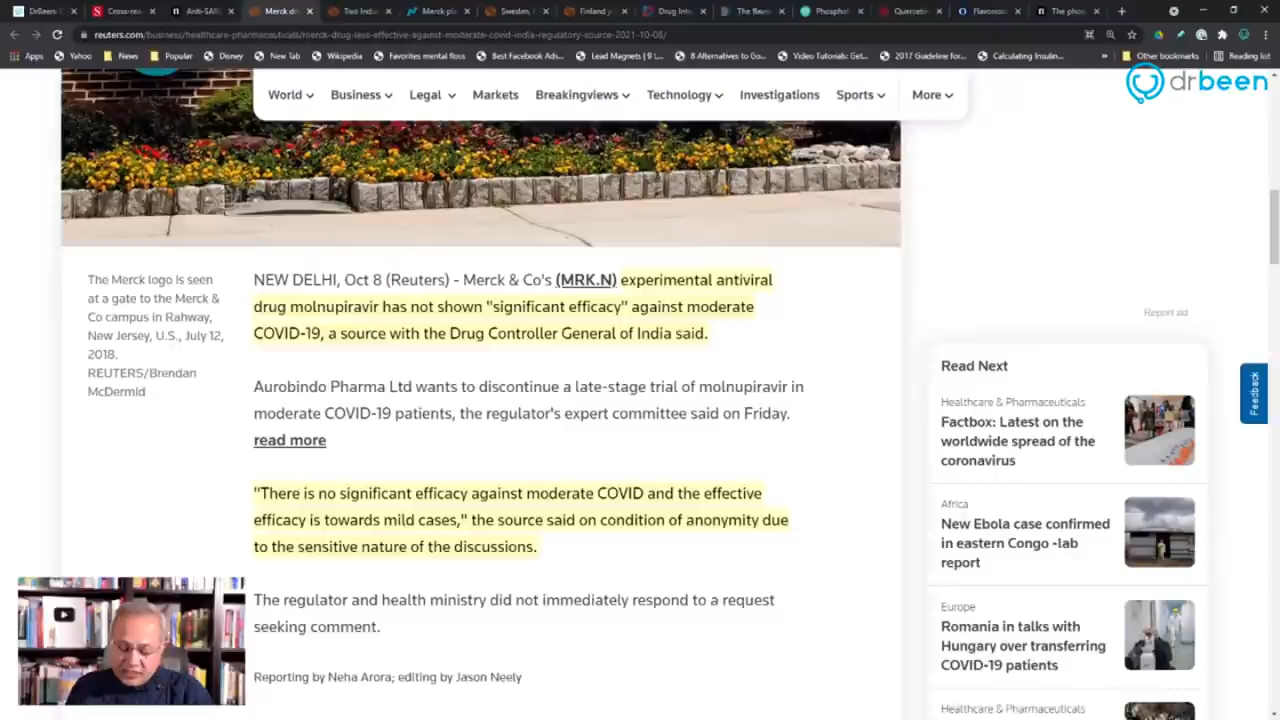 DrBeen
Cross-rea
Anti-SAR
Merck d
Two Indi
Merck pl
Sweden,
Finland j
Drug Int
The flavo
Phosphat
Quercetin
Flavonoi
The pho
reuters.com/business/healthcare-pharmaceuticals/merck-drug-less-effective-against-moderate-covid-india-regulatory-source-2021-10-08/
Apps Yahoo News Popular Disney New Tab Wikipedia Favorites mental floss Best of... Facebook Lead Magnets | 9 L... 8 Alternatives to Go... Video Tutorials: Get... 2017 Guideline for... Calculating Insulin... » Other bookmarks Reading list
drbeen
World Business Legal Markets Breakingviews Technology Investigations Sports More
The Merck logo is seen
at a gate to the Merck &
Co campus in Rahway,
New Jersey, U.S., July 12,
2018.
REUTERS/Brendan
McDermid
NEW DELHI, Oct 8 (Reuters) - Merck & Co's (MRK.N) experimental antiviral
drug molnupiravir has not shown "significant efficacy" against moderate
COVID-19, a source with the Drug Controller General of India said.
Aurobindo Pharma Ltd wants to discontinue a late-stage trial of molnupiravir in
moderate COVID-19 patients, the regulator's expert committee said on Friday.
read more
"There is no significant efficacy against moderate COVID and the effective
efficacy is towards mild cases," the source said on condition of anonymity due
to the sensitive nature of the discussions.
The regulator and health ministry did not immediately respond to a request
seeking comment.
Reporting by Neha Arora; editing by Jason Neely
Report ad
Feedback
Read Next
Healthcare & Pharmaceuticals
Factbox: Latest on the
worldwide spread of the
coronavirus
Africa
New Ebola case confirmed
in eastern Congo -lab
report
Europe
Romania in talks with
Hungary over transferring
COVID-19 patients
Healthcare & Pharmaceuticals